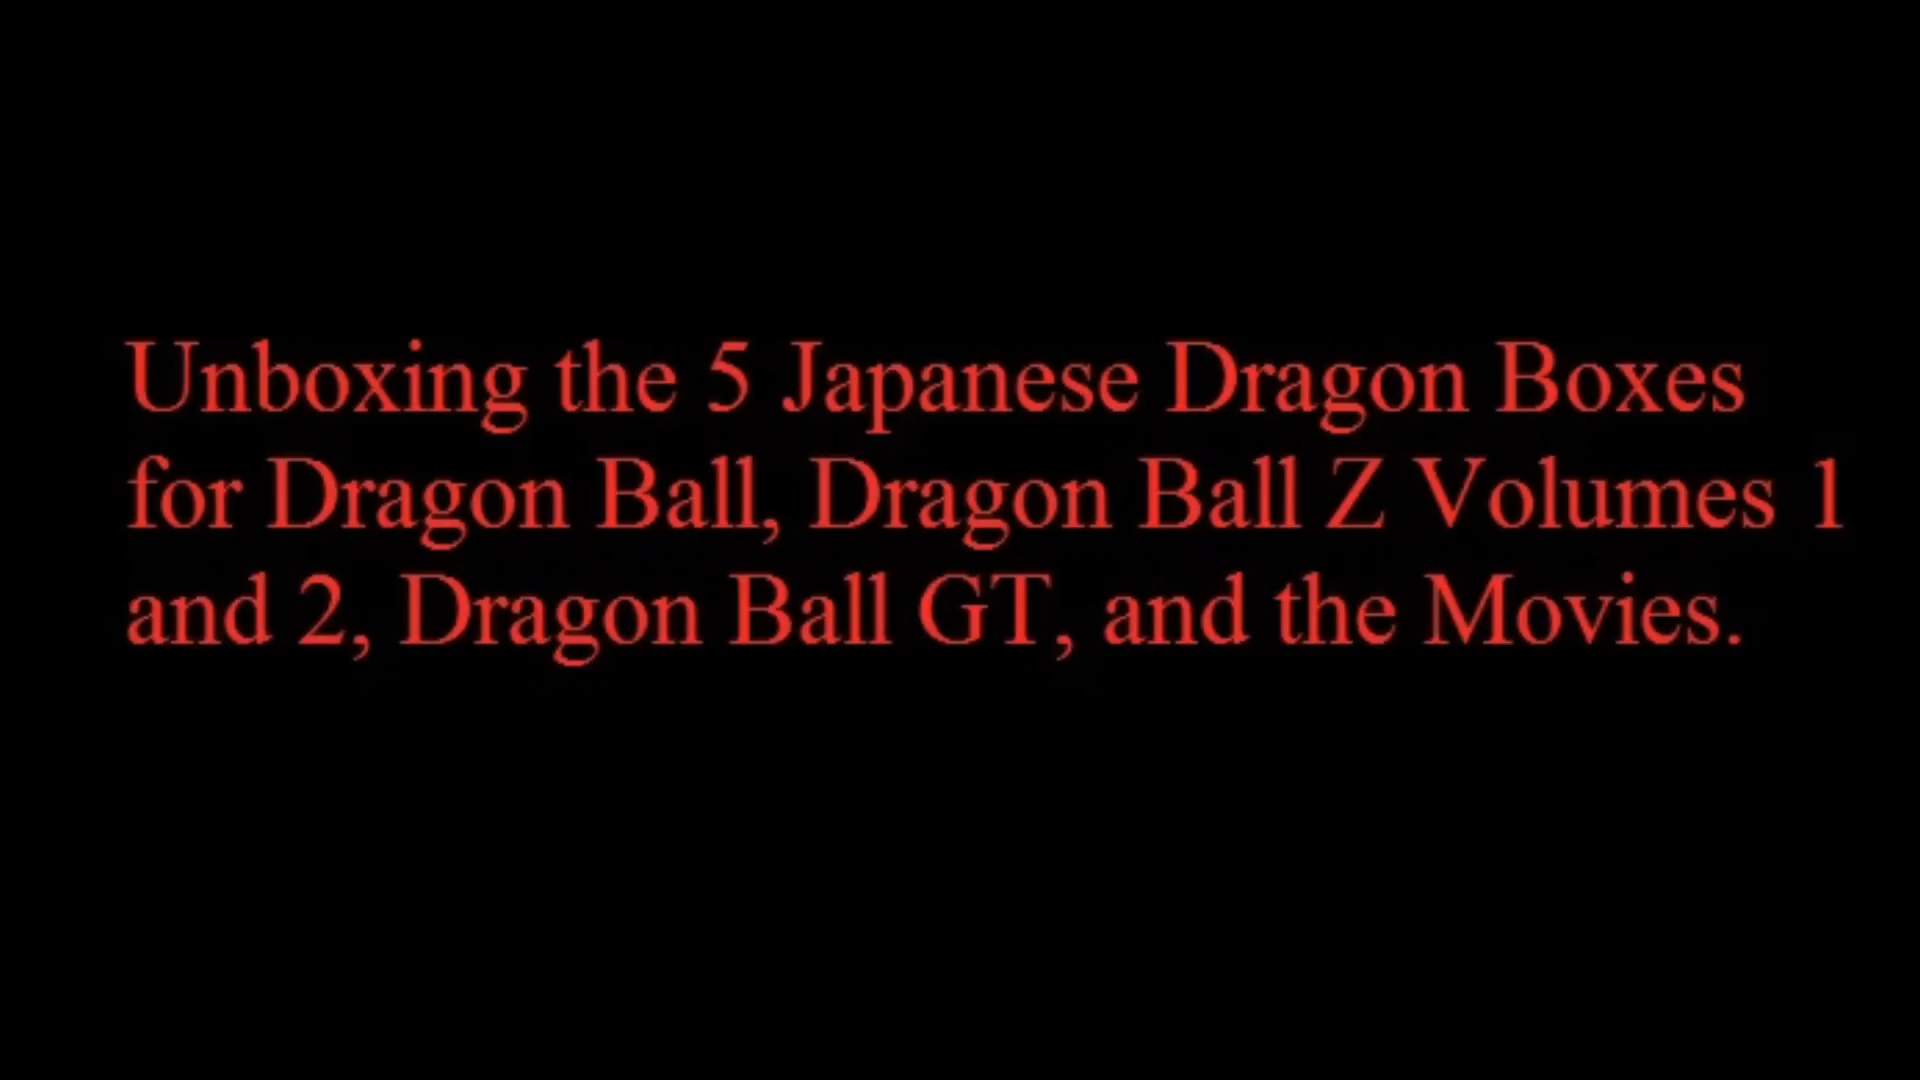 Unboxing the 5 Japanese Dragon Boxes
for Dragon Ball, Dragon Ball Z Volumes 1
and 2, Dragon Ball GT, and the Movies.